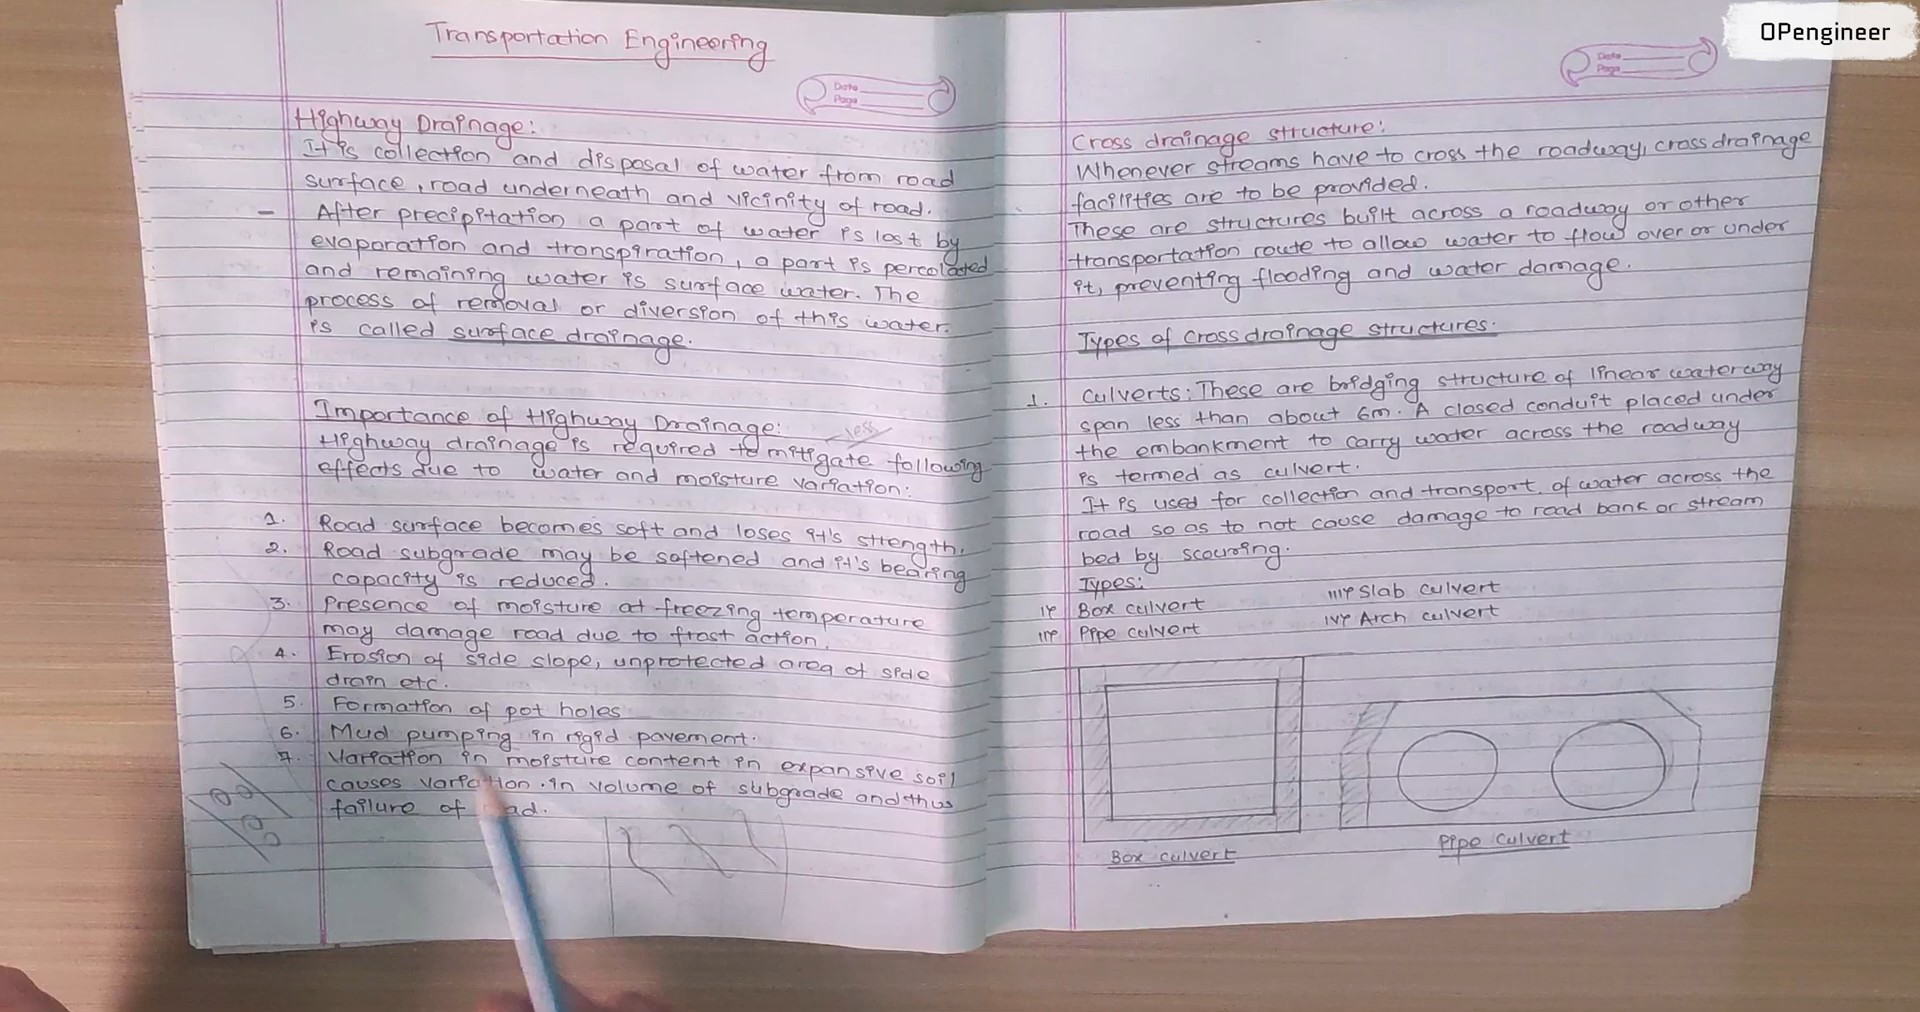 OPengineer
Transportation Engineering
Date
Page
Highway Drainage:
It is collection and disposal of water from road
surface, road underneath and vicinity of road.
- After precipitation a part of water is lost by
evaporation and transpiration, a part is percolated
and remaining water is surface water. The
process of removal or diversion of this water.
is called surface drainage.
Importance of Highway Drainage:
less
Highway drainage is required to mitigate following
effects due to water and moisture variation:
1. Road surface becomes soft and loses it's strength.
2. Road subgrade may be softened and it's bearing
capacity is reduced.
3. Presence of moisture at freezing temperature
may damage road due to frost action.
4. Erosion of side slope, unprotected area of side
drain etc.
5. Formation of pot holes
6. Mud pumping in rigid pavement.
7. Variation in moisture content in expansive soil
causes variation in volume of subgrade and thus
failure of
Date
Page
Cross drainage structure:
Whenever streams have to cross the roadway, cross drainage
facilities are to be provided.
These are structures built across a roadway or other
transportation route to allow water to flow over or under
it, preventing flooding and water damage.
Types of Cross drainage structures.
1. Culverts: These are bridging structure of linear waterway
span less than about 6m. A closed conduit placed under
the embankment to carry water across the roadway
is termed as culvert.
It is used for collection and transport of water across the
road so as to not cause damage to road bank or stream
bed by scouring.
Types:
i) Box culvert iii) Slab culvert
ii) Pipe culvert iv) Arch culvert
Box culvert
Pipe culvert